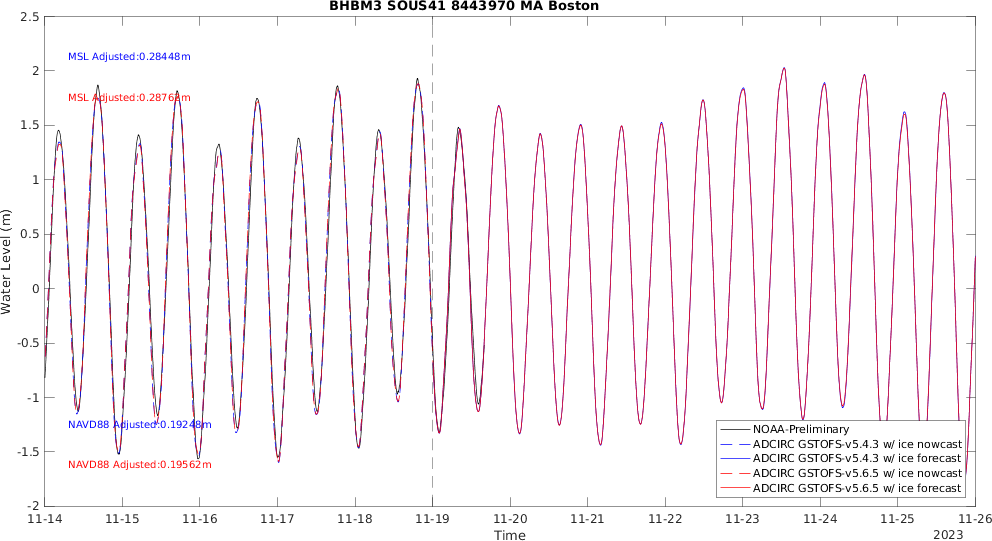 BHBM3 SOUS41 8443970 MA Boston
2.5
2
1.5
1
0.5
0
-0.5
-1
-1.5
-2
Water Level (m)
MSL Adjusted:0.28448m
MSL Adjusted:0.28762m
NAVD88 Adjusted:0.19248m
NAVD88 Adjusted:0.19562m
NOAA-Preliminary
ADCIRC GSTOFS-v5.4.3 w/ ice nowcast
ADCIRC GSTOFS-v5.4.3 w/ ice forecast
ADCIRC GSTOFS-v5.6.5 w/ ice nowcast
ADCIRC GSTOFS-v5.6.5 w/ ice forecast
11-14 11-15 11-16 11-17 11-18 11-19 11-20 11-21 11-22 11-23 11-24 11-25 11-26
Time
2023